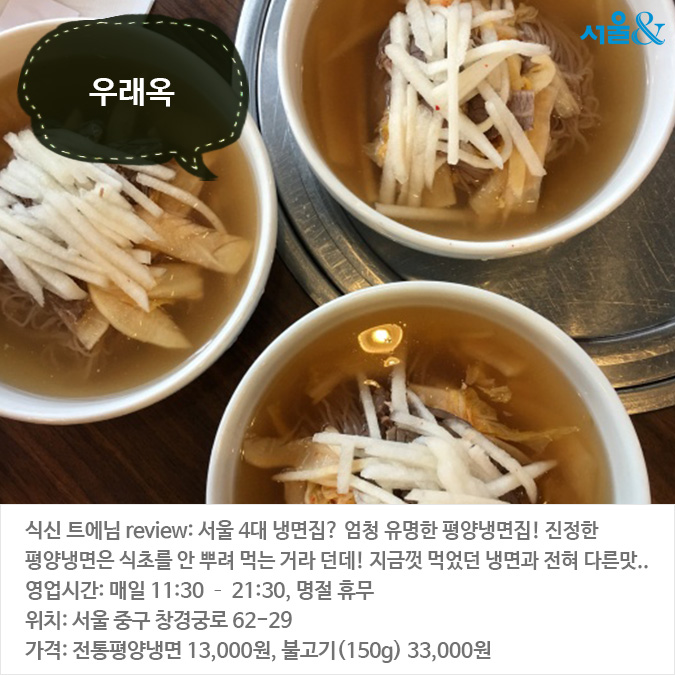 서울&
우래옥
식신 트에님 review: 서울 4대 냉면집? 엄청 유명한 평양냉면집! 진정한
평양냉면은 식초를 안 뿌려 먹는 거라 던데! 지금껏 먹었던 냉면과 전혀 다른맛..
영업시간: 매일 11:30 - 21:30, 명절 휴무
위치: 서울 중구 창경궁로 62-29
가격: 전통평양냉면 13,000원, 불고기(150g) 33,000원